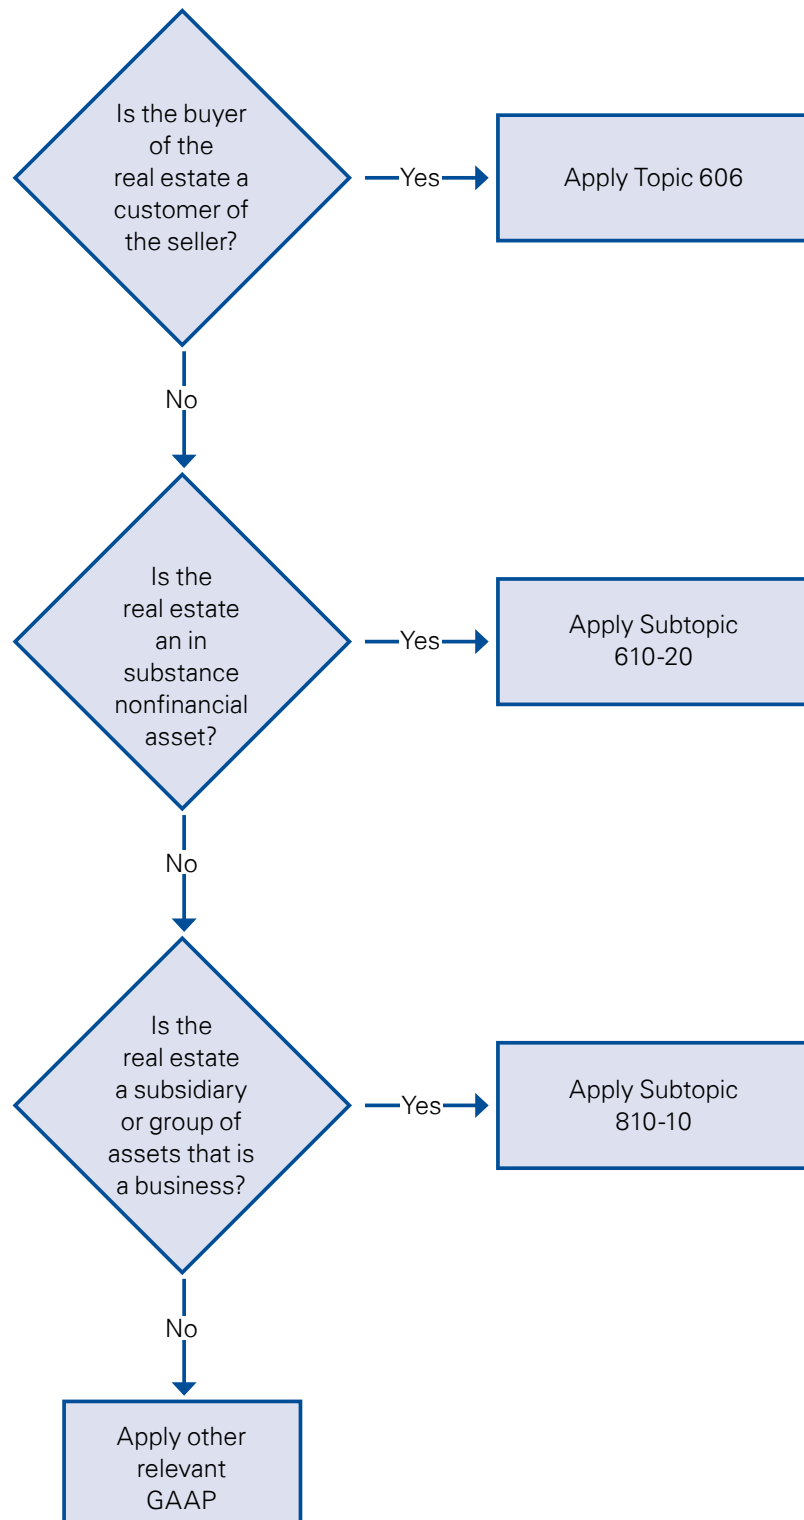 Is the buyer
of the
real estate a
customer of
the seller?
Yes
Apply Topic 606
No
Is the
real estate
an in
substance
nonfinancial
asset?
Yes
Apply Subtopic
610-20
No
Is the
real estate
a subsidiary
or group of
assets that is
a business?
Yes
Apply Subtopic
810-10
No
Apply other
relevant
GAAP